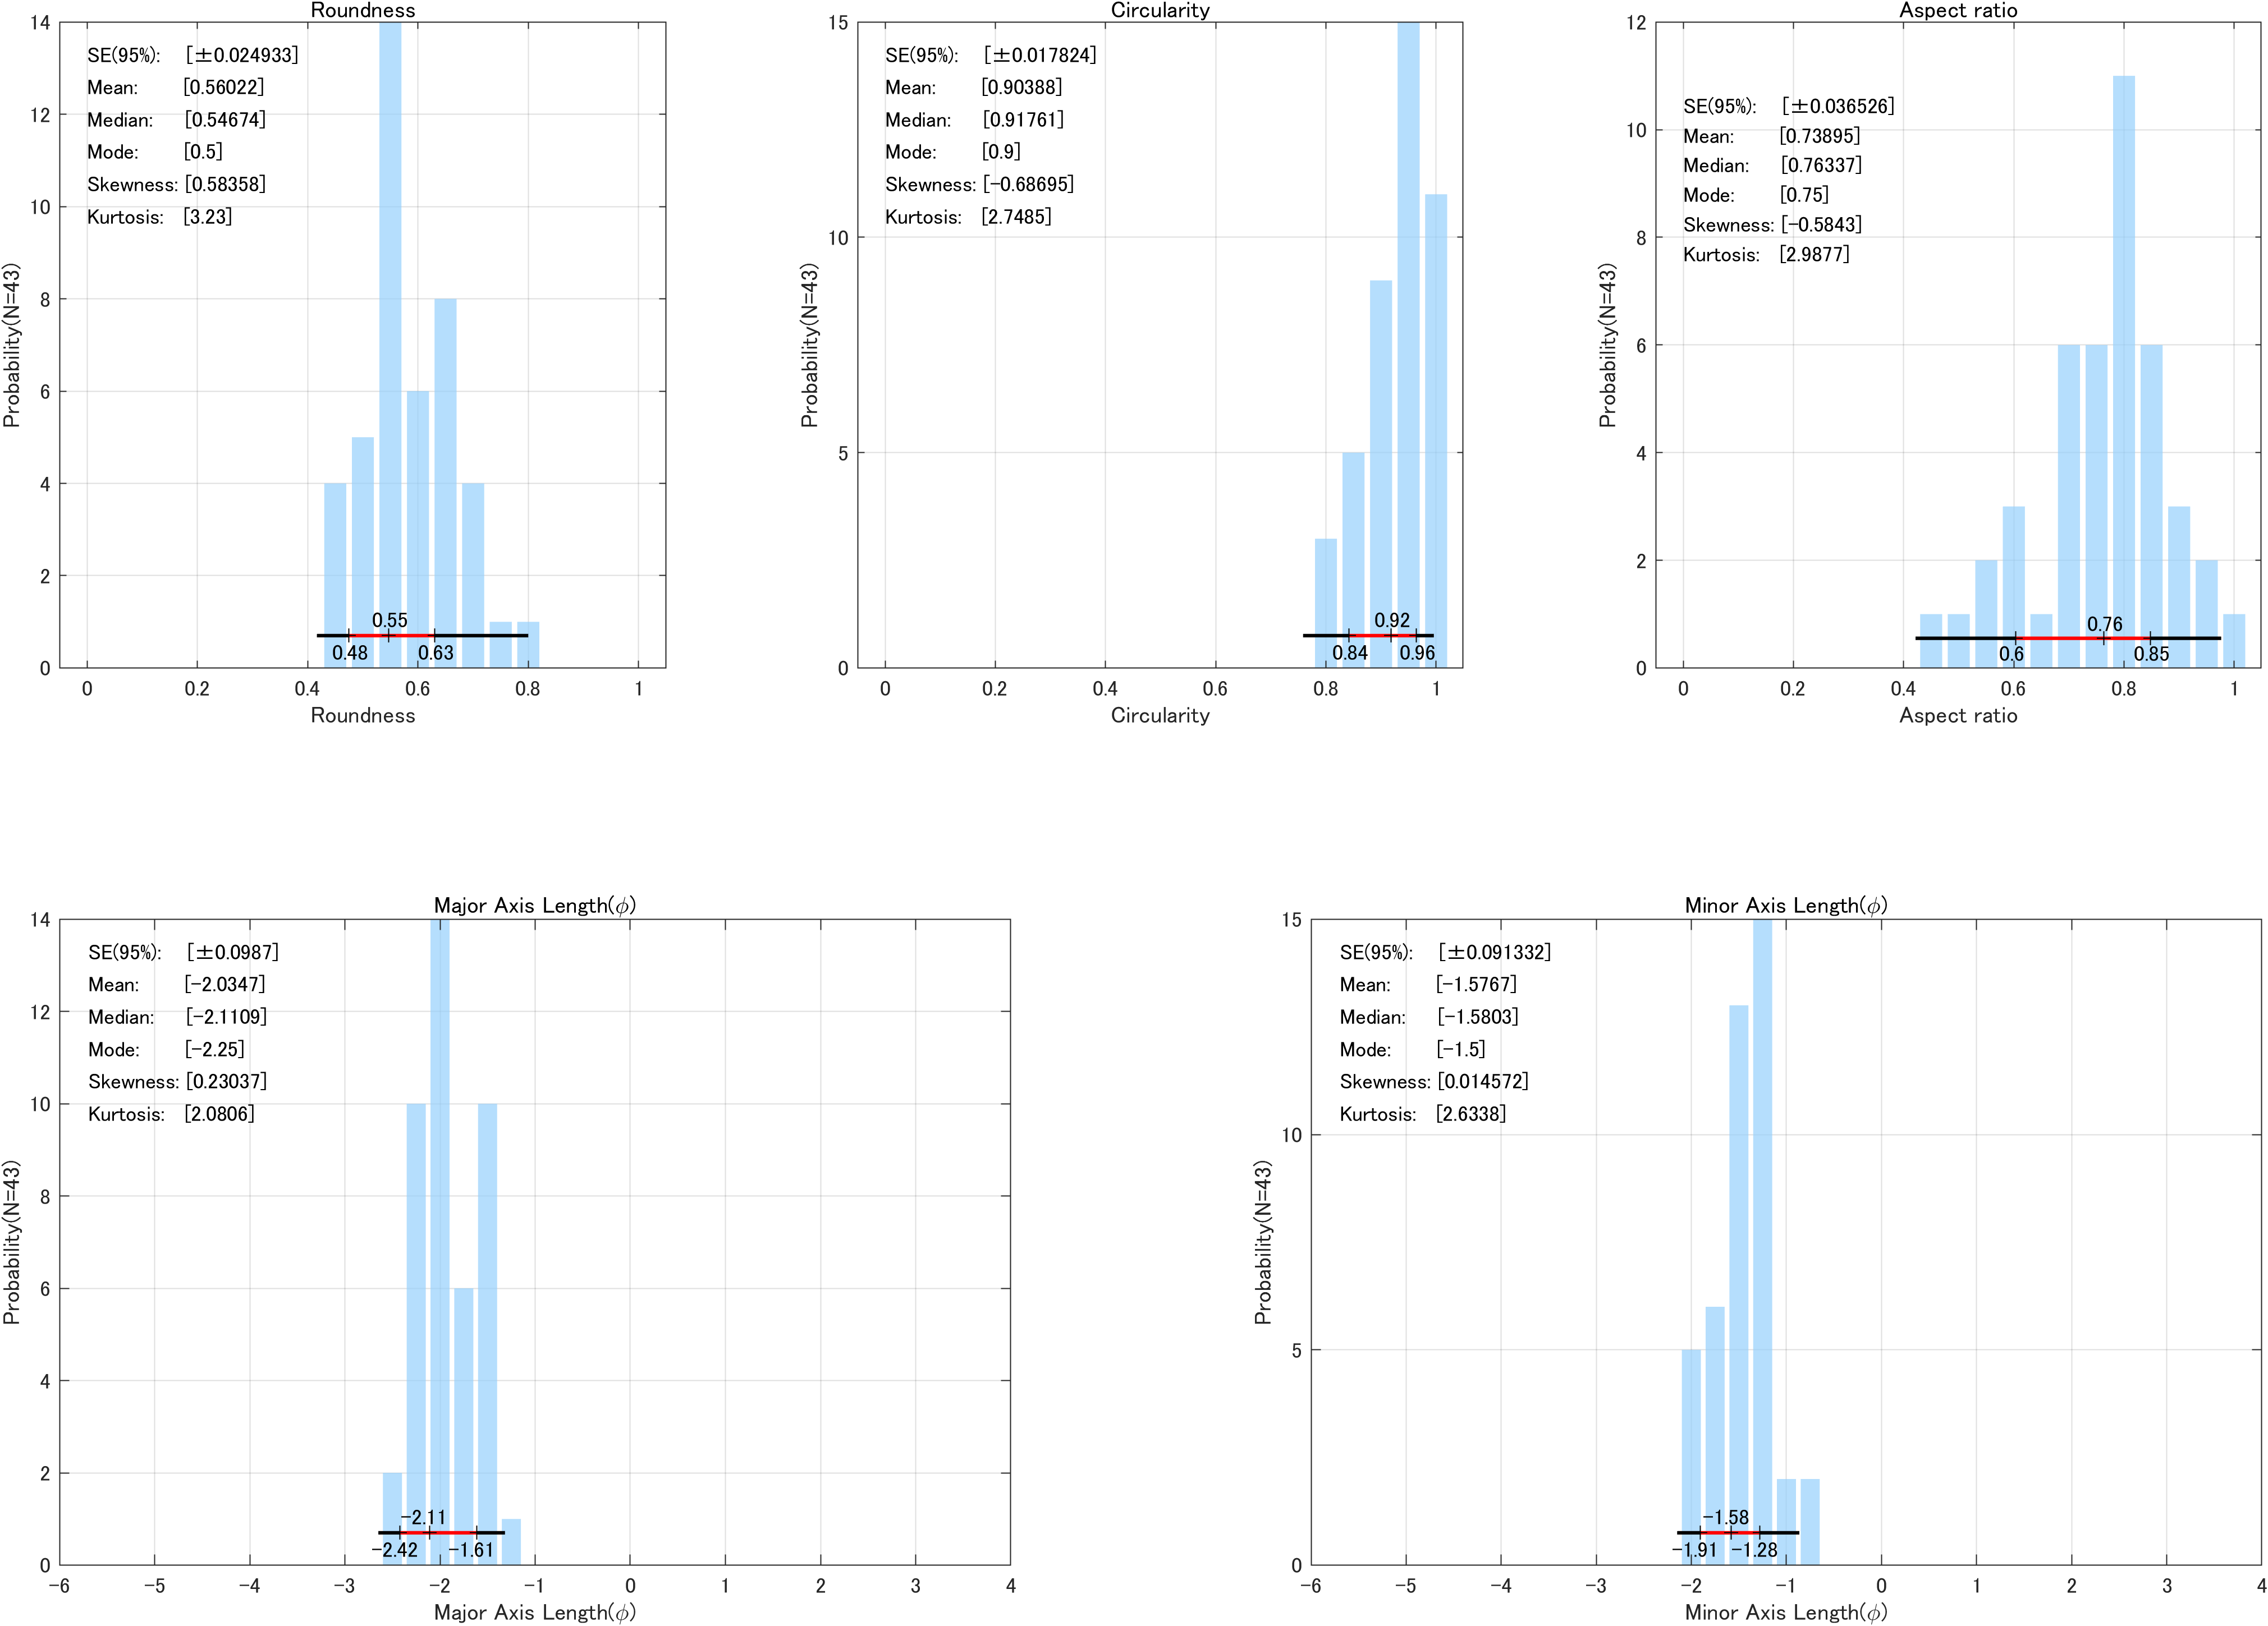 Roundness
14
12
10
8
6
4
2
0
Probability(N=43)
SE(95%): [±0.024933]
Mean: [0.56022]
Median: [0.54674]
Mode: [0.5]
Skewness: [0.58358]
Kurtosis: [3.23]
0.55
0.48 0.63
0 0.2 0.4 0.6 0.8 1
Roundness
Circularity
15
10
5
0
Probability(N=43)
SE(95%): [±0.017824]
Mean: [0.90388]
Median: [0.91761]
Mode: [0.9]
Skewness: [−0.68695]
Kurtosis: [2.7485]
0.92
0.84 0.96
0 0.2 0.4 0.6 0.8 1
Circularity
Aspect ratio
12
10
8
6
4
2
0
Probability(N=43)
SE(95%): [±0.036526]
Mean: [0.73895]
Median: [0.76337]
Mode: [0.75]
Skewness: [−0.5843]
Kurtosis: [2.9877]
0.76
0.6 0.85
0 0.2 0.4 0.6 0.8 1
Aspect ratio
Major Axis Length(ϕ)
14
12
10
8
6
4
2
0
Probability(N=43)
SE(95%): [±0.0987]
Mean: [−2.0347]
Median: [−2.1109]
Mode: [−2.25]
Skewness: [0.23037]
Kurtosis: [2.0806]
−2.11
−2.42 −1.61
−6 −5 −4 −3 −2 −1 0 1 2 3 4
Major Axis Length(ϕ)
Minor Axis Length(ϕ)
15
10
5
0
Probability(N=43)
SE(95%): [±0.091332]
Mean: [−1.5767]
Median: [−1.5803]
Mode: [−1.5]
Skewness: [0.014572]
Kurtosis: [2.6338]
−1.58
−1.91 −1.28
−6 −5 −4 −3 −2 −1 0 1 2 3 4
Minor Axis Length(ϕ)